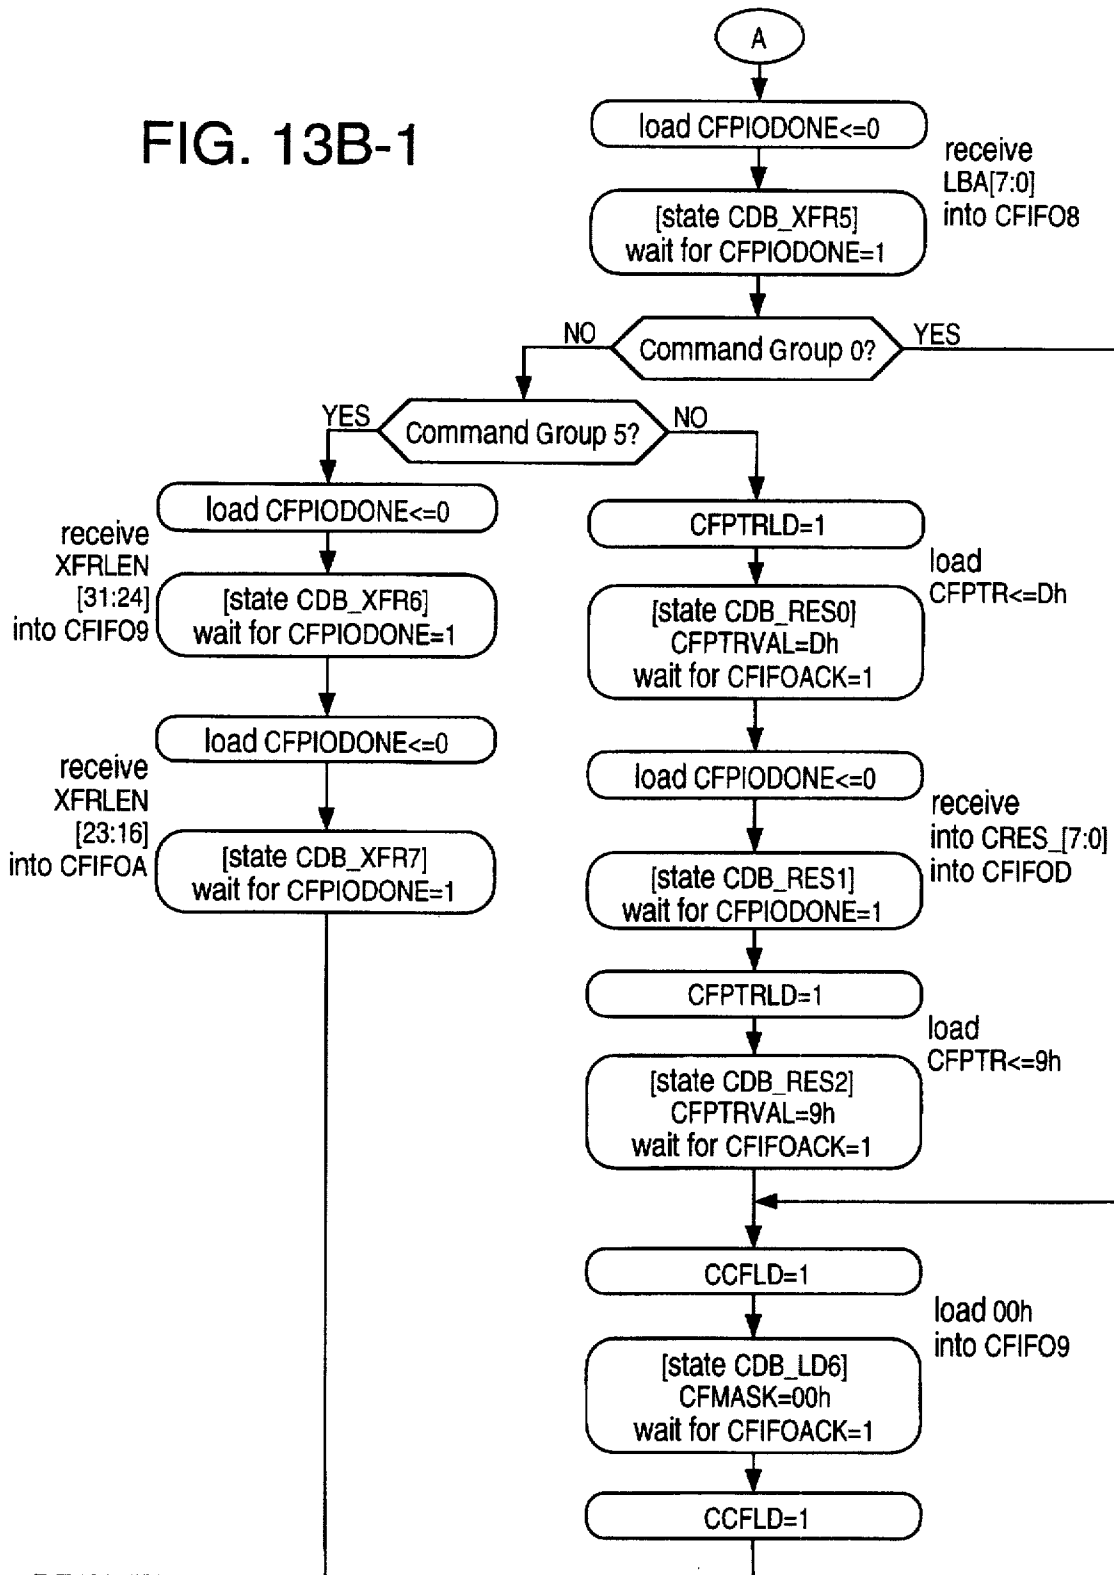 A
FIG. 13B-1
load CFPIODONE<=0
receive
LBA[7:0]
into CFIFO8
[state CDB_XFR5]
wait for CFPIODONE=1
NO
Command Group 0?
YES
YES
Command Group 5?
NO
load CFPIODONE<=0
receive
XFRLEN
[31:24]
into CFIFO9
[state CDB_XFR6]
wait for CFPIODONE=1
load CFPIODONE<=0
receive
XFRLEN
[23:16]
into CFIFOA
[state CDB_XFR7]
wait for CFPIODONE=1
CFPTRLD=1
load
CFPTR<=Dh
[state CDB_RES0]
CFPTRVAL=Dh
wait for CFIFOACK=1
load CFPIODONE<=0
receive
into CRES_[7:0]
into CFIFOD
[state CDB_RES1]
wait for CFPIODONE=1
CFPTRLD=1
load
CFPTR<=9h
[state CDB_RES2]
CFPTRVAL=9h
wait for CFIFOACK=1
CCFLD=1
load 00h
into CFIFO9
[state CDB_LD6]
CFMASK=00h
wait for CFIFOACK=1
CCFLD=1